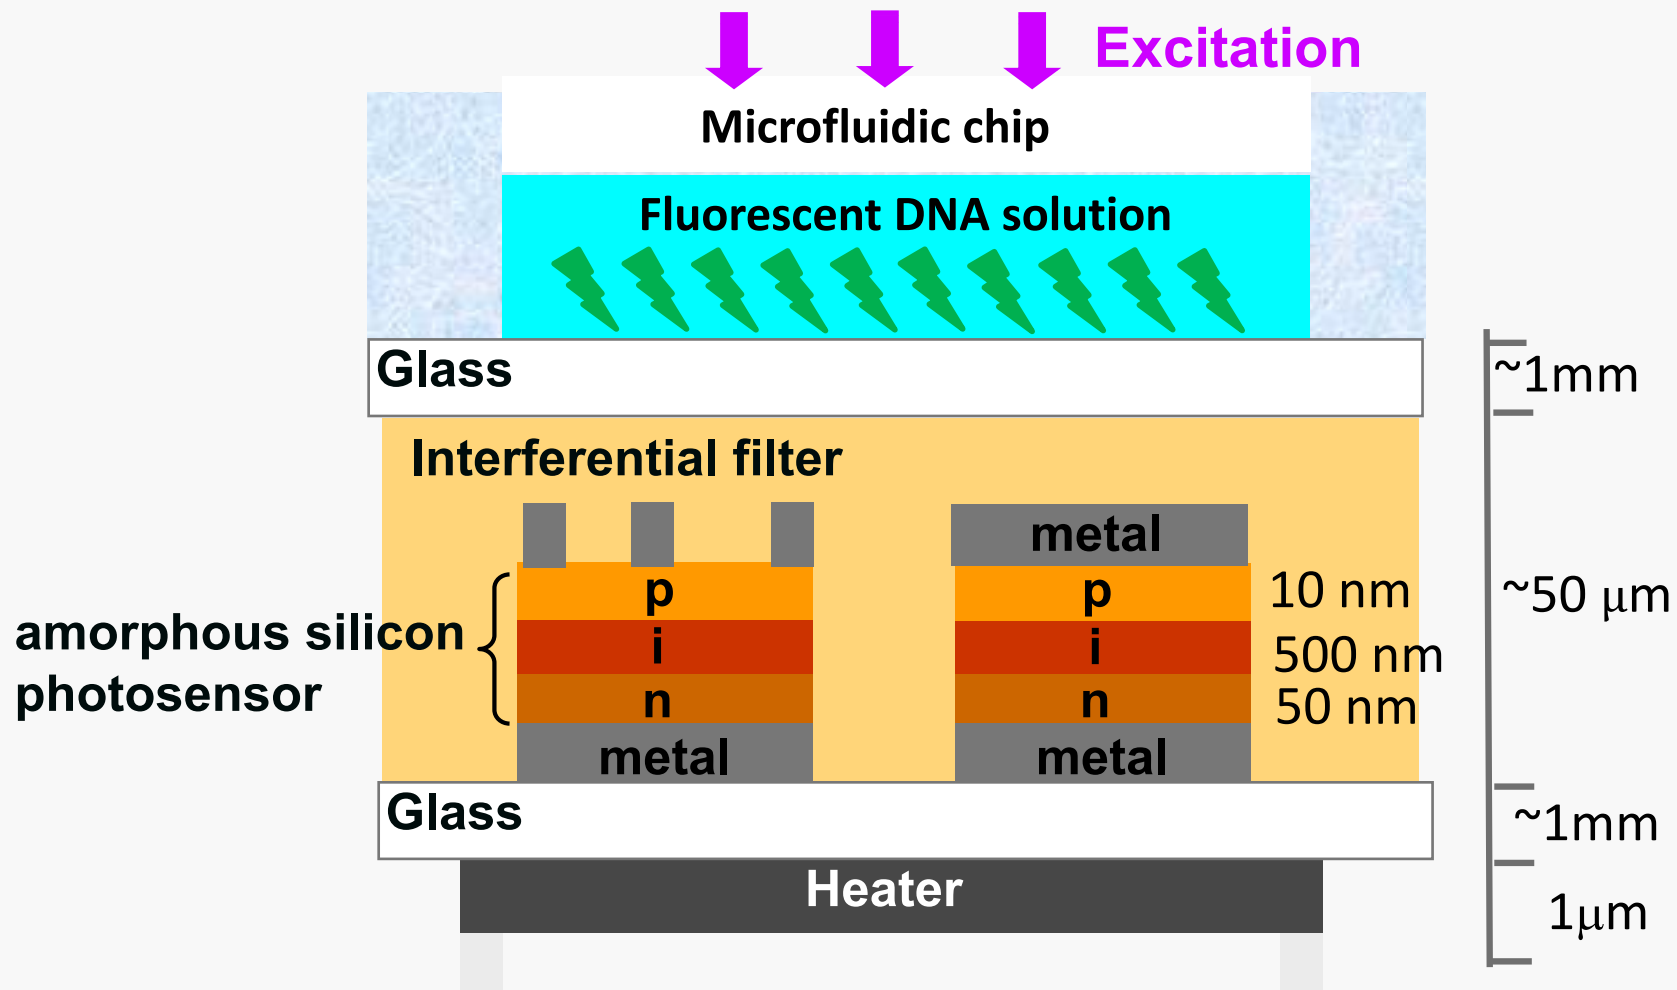 Excitation
Microfluidic chip
Fluorescent DNA solution
Glass
~1mm
Interferential filter
metal
p
p
10 nm
~50 μm
amorphous silicon
photosensor
i
i
500 nm
n
n
50 nm
metal
metal
Glass
~1mm
Heater
1μm